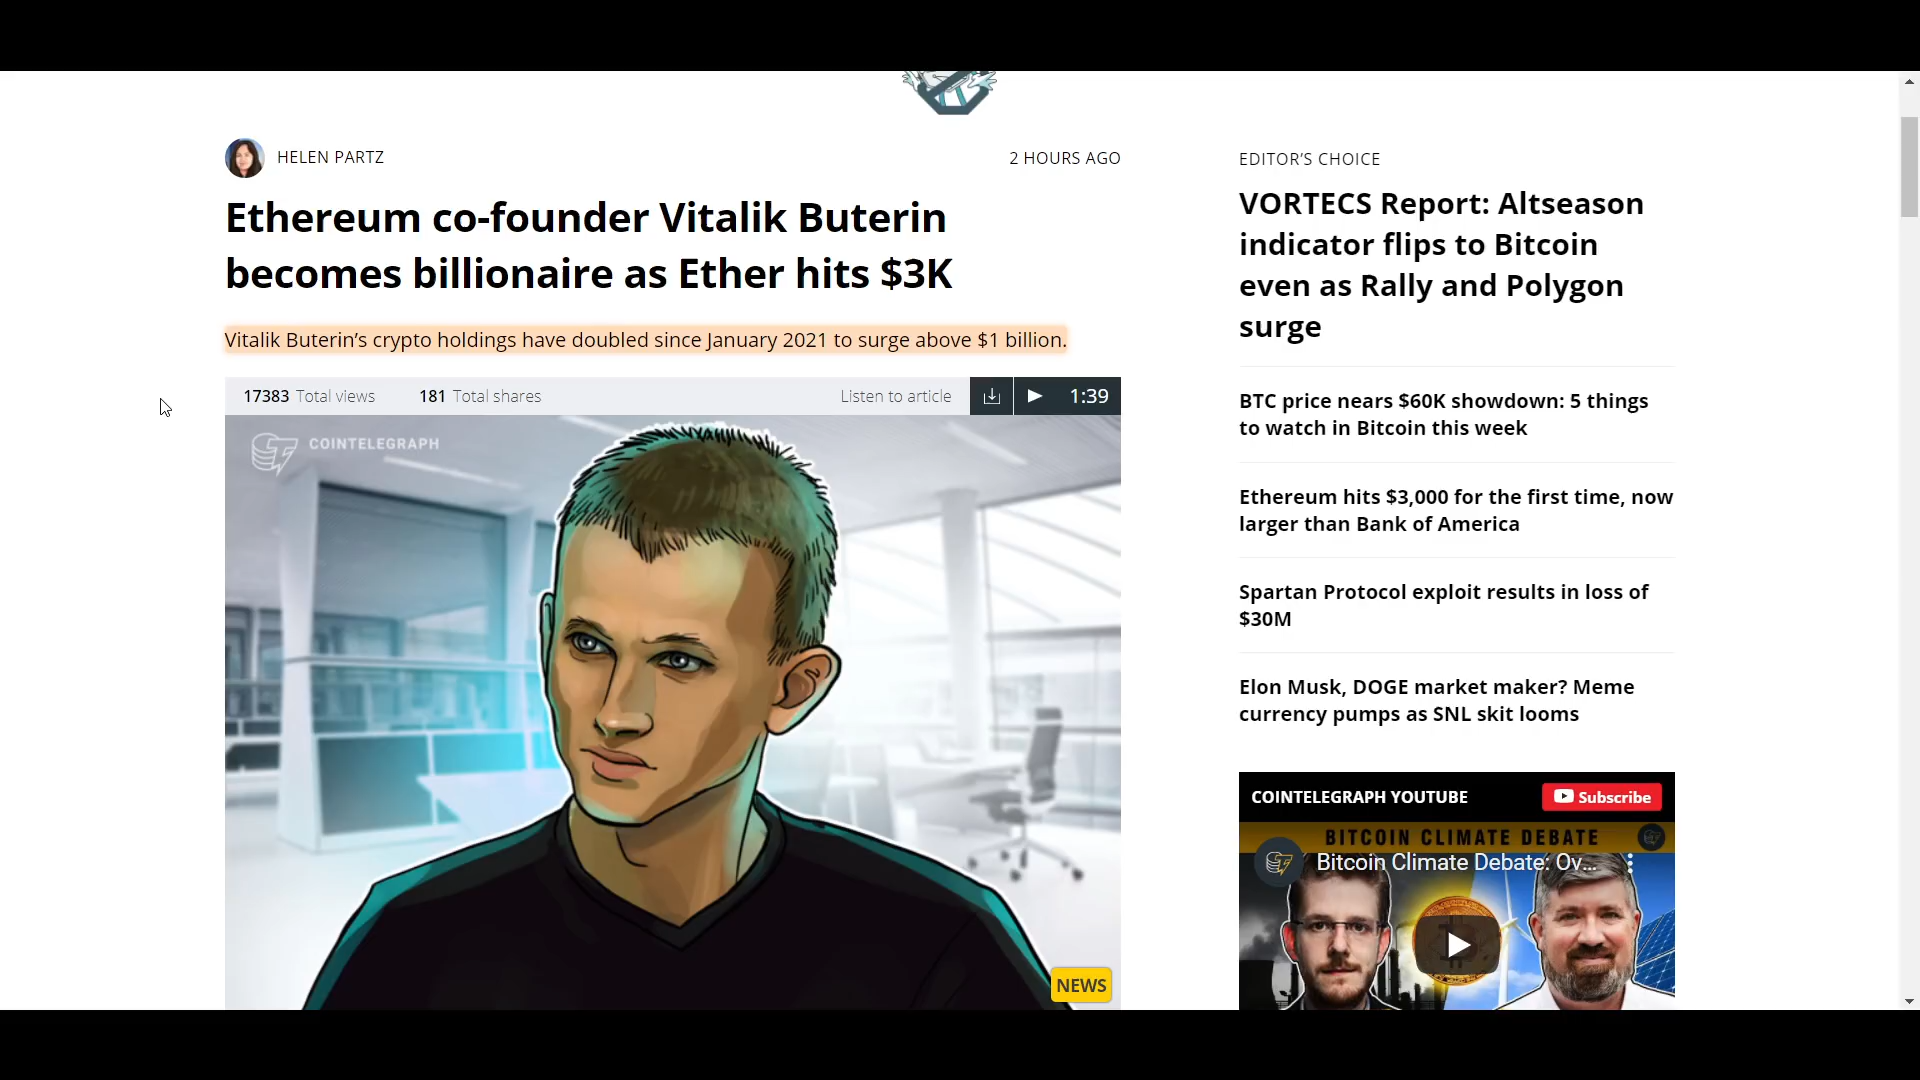 HELEN PARTZ
2 HOURS AGO
Ethereum co-founder Vitalik Buterin
becomes billionaire as Ether hits $3K
Vitalik Buterin’s crypto holdings have doubled since January 2021 to surge above $1 billion.
17383 Total views
181 Total shares
Listen to article
1:39
COINTELEGRAPH
NEWS
EDITOR’S CHOICE
VORTECS Report: Altseason
indicator flips to Bitcoin
even as Rally and Polygon
surge
BTC price nears $60K showdown: 5 things
to watch in Bitcoin this week
Ethereum hits $3,000 for the first time, now
larger than Bank of America
Spartan Protocol exploit results in loss of
$30M
Elon Musk, DOGE market maker? Meme
currency pumps as SNL skit looms
COINTELEGRAPH YOUTUBE
Subscribe
BITCOIN CLIMATE DEBATE
Bitcoin Climate Debate: Ov...